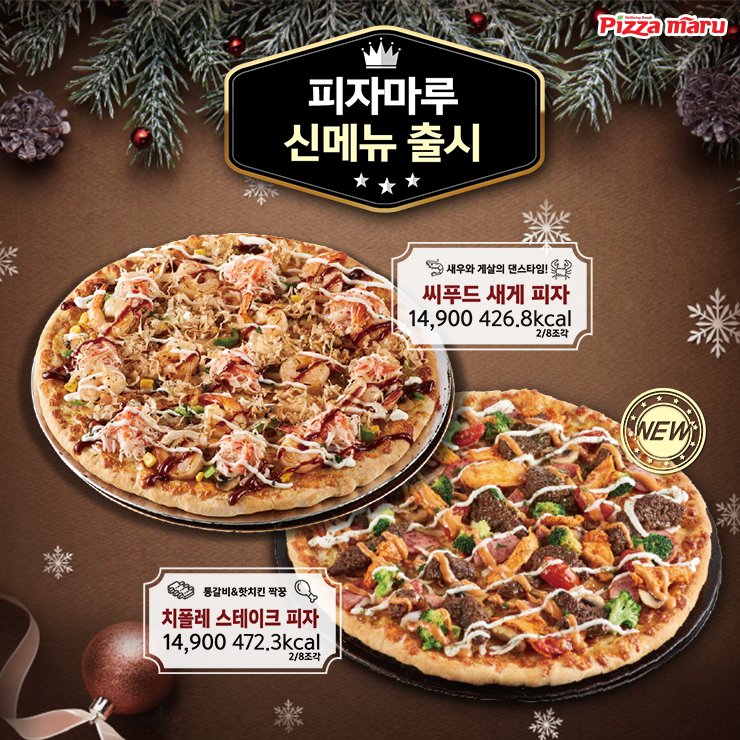 Pizza maru
피자마루
신메뉴 출시
새우와 게살의 댄스타임!
씨푸드 새게 피자
14,900 426.8kcal
2/8조각
NEW
통갈비&핫치킨 짝꿍
치폴레 스테이크 피자
14,900 472.3kcal
2/8조각